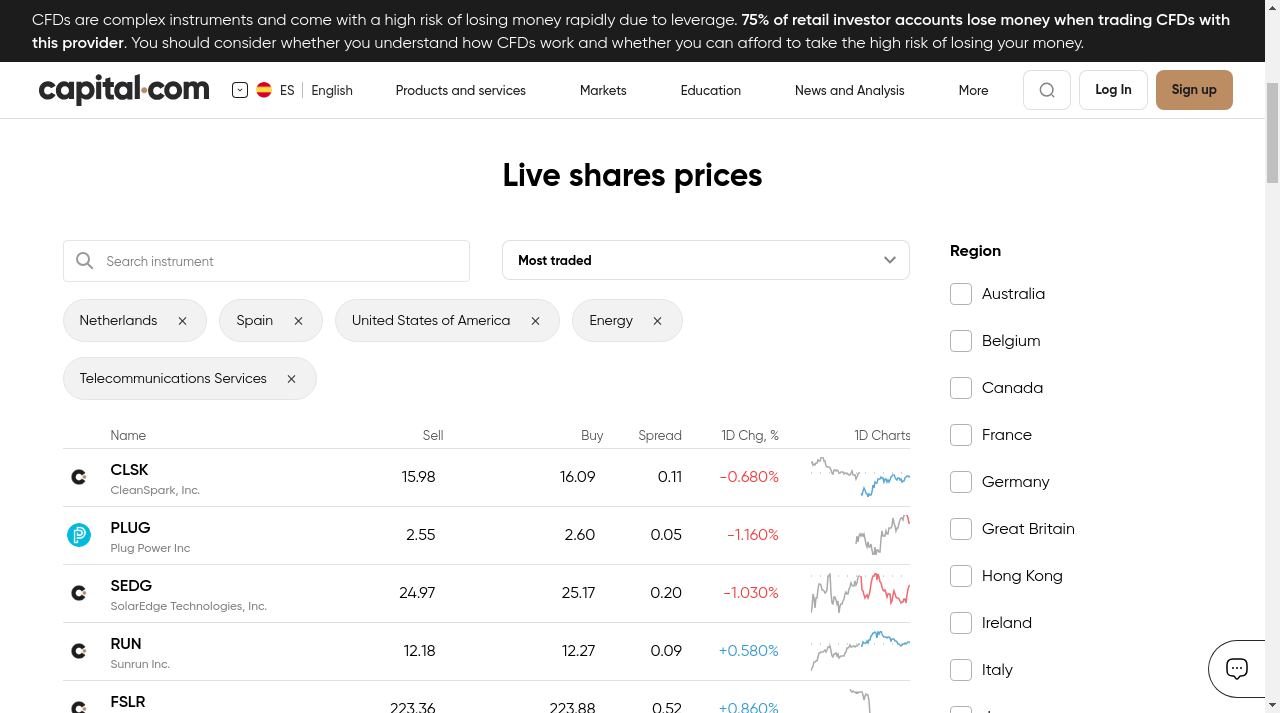 CFDs are complex instruments and come with a high risk of losing money rapidly due to leverage. 75% of retail investor accounts lose money when trading CFDs with
this provider. You should consider whether you understand how CFDs work and whether you can afford to take the high risk of losing your money.
capital.com
ES English
Products and services
Markets
Education
News and Analysis
More
Log In
Sign up
Live shares prices
Search instrument
Most traded
Netherlands
Spain
United States of America
Energy
Telecommunications Services
Name Sell Buy Spread 1D Chg, % 1D Charts
CLSK
CleanSpark, Inc.
15.98 16.09 0.11 -0.680%
PLUG
Plug Power Inc
2.55 2.60 0.05 -1.160%
SEDG
SolarEdge Technologies, Inc.
24.97 25.17 0.20 -1.030%
RUN
Sunrun Inc.
12.18 12.27 0.09 +0.580%
FSLR
223.36 223.88 0.52 +0.860%
Region
Australia
Belgium
Canada
France
Germany
Great Britain
Hong Kong
Ireland
Italy